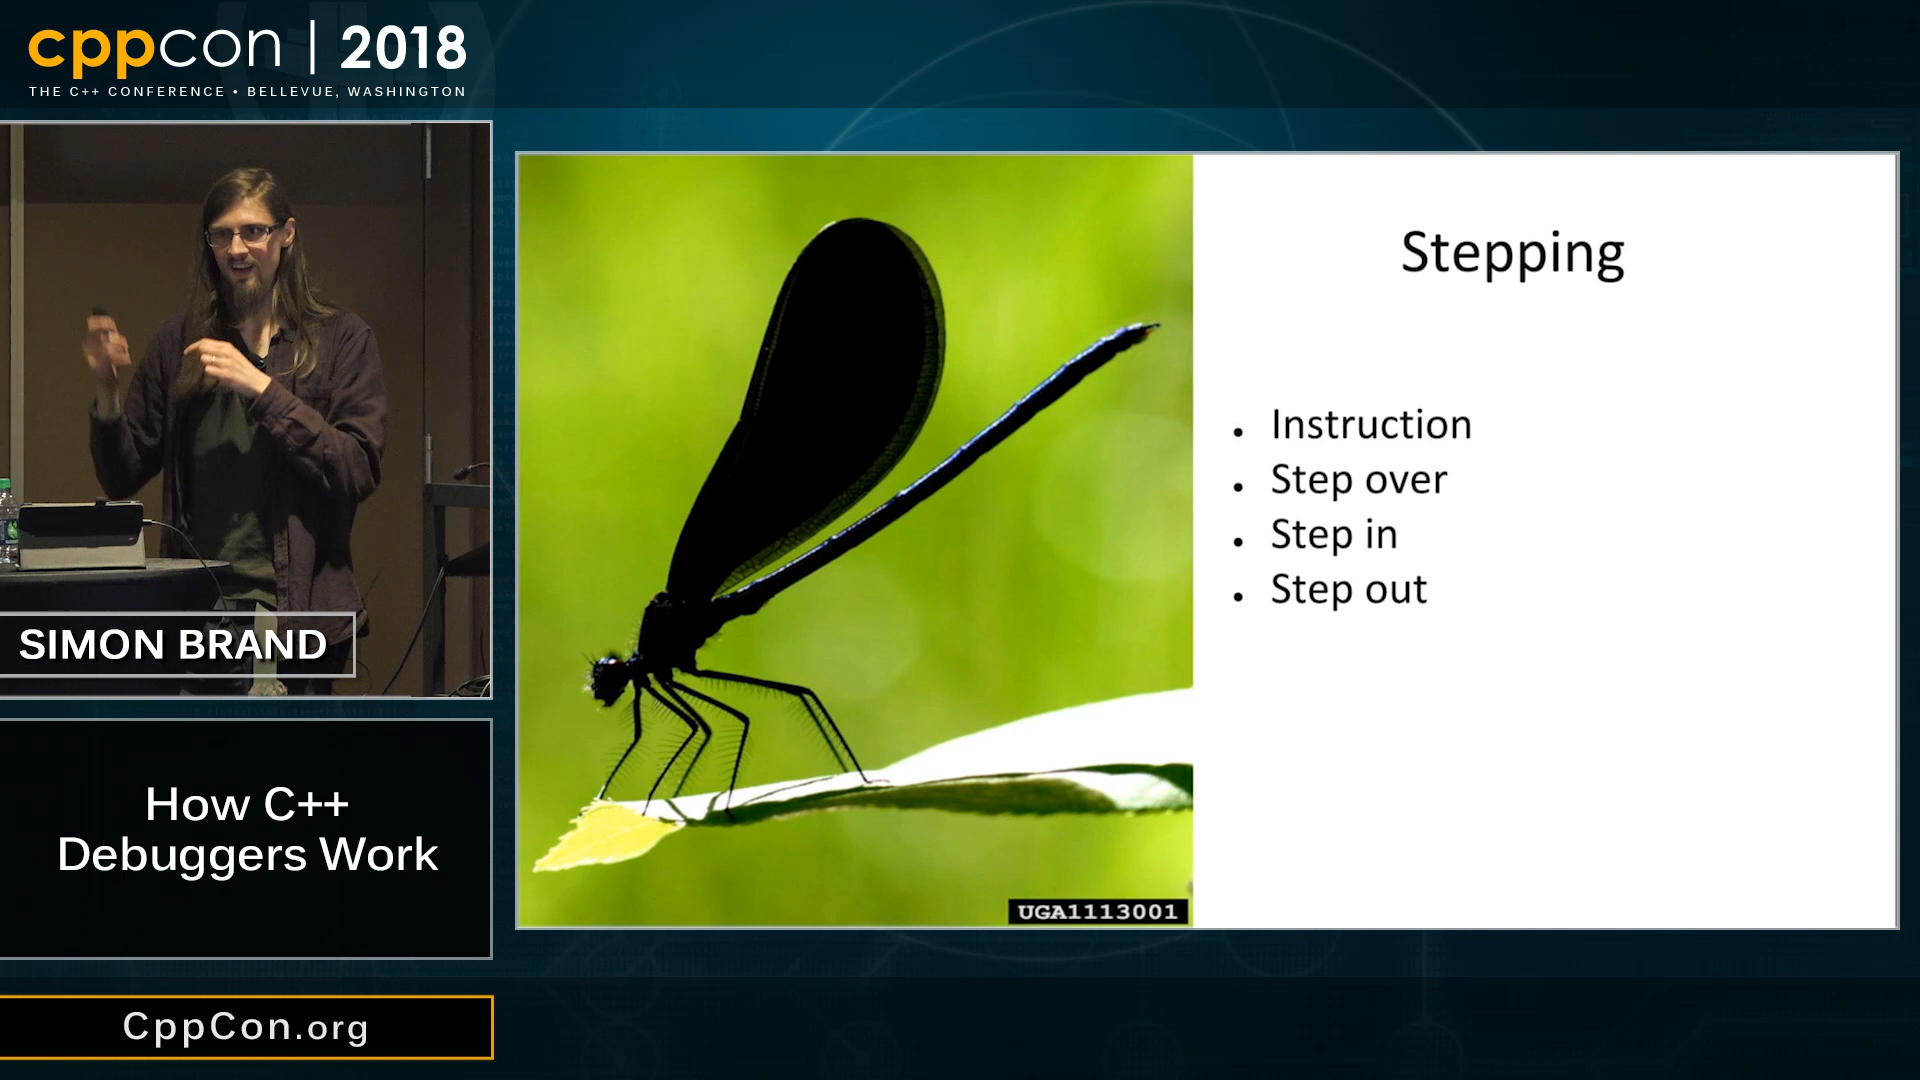 cppcon | 2018
THE C++ CONFERENCE • BELLEVUE, WASHINGTON
SIMON BRAND
How C++
Debuggers Work
CppCon.org
Stepping
• Instruction
• Step over
• Step in
• Step out
UGA1113001